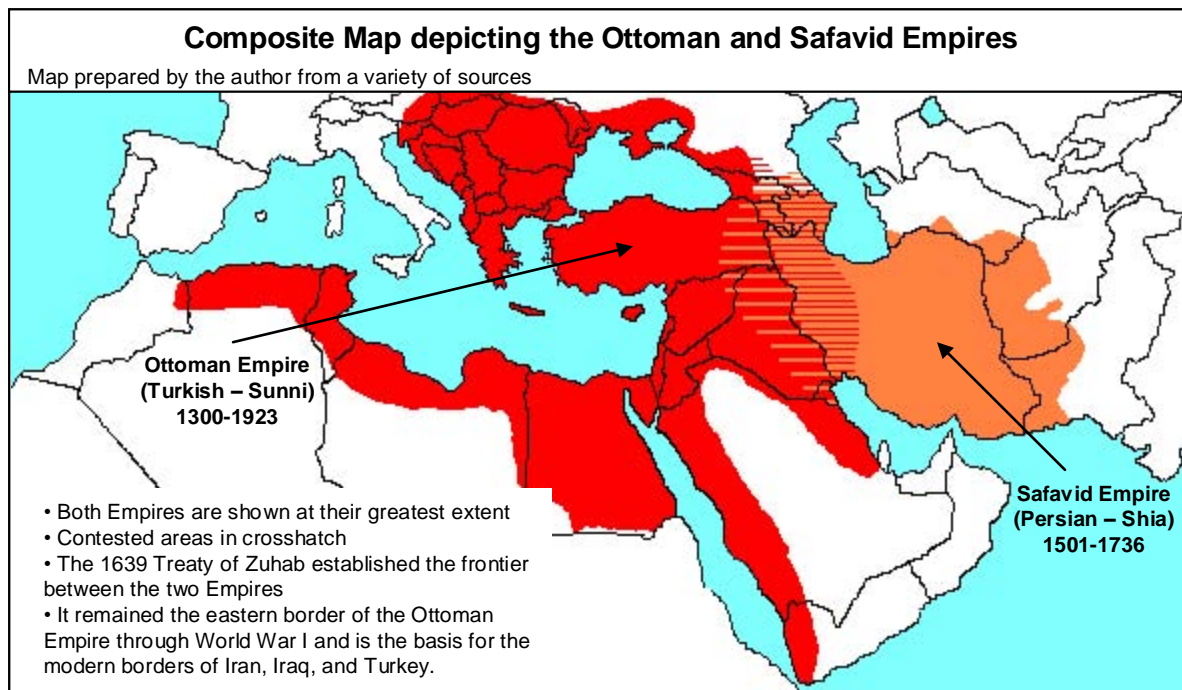 Composite Map depicting the Ottoman and Safavid Empires
Map prepared by the author from a variety of sources
Ottoman Empire
(Turkish – Sunni)
1300-1923
Safavid Empire
(Persian – Shia)
1501-1736
• Both Empires are shown at their greatest extent
• Contested areas in crosshatch
• The 1639 Treaty of Zuhab established the frontier
between the two Empires
• It remained the eastern border of the Ottoman
Empire through World War I and is the basis for the
modern borders of Iran, Iraq, and Turkey.